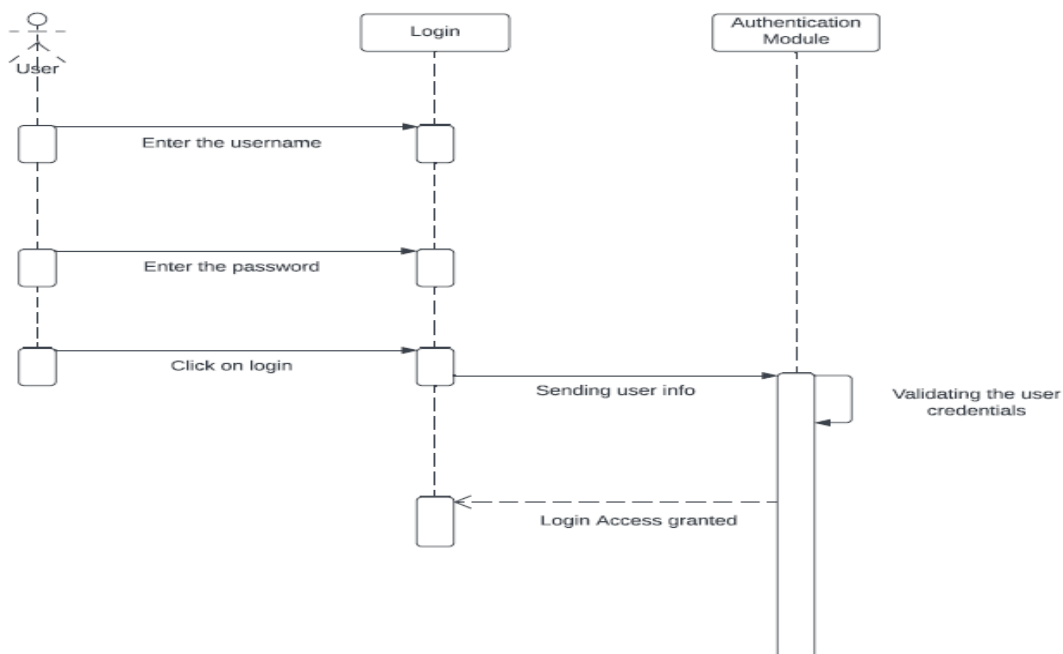 Login
Authentication
Module
User
Enter the username
Enter the password
Click on login
Sending user info
Validating the user
credentials
Login Access granted